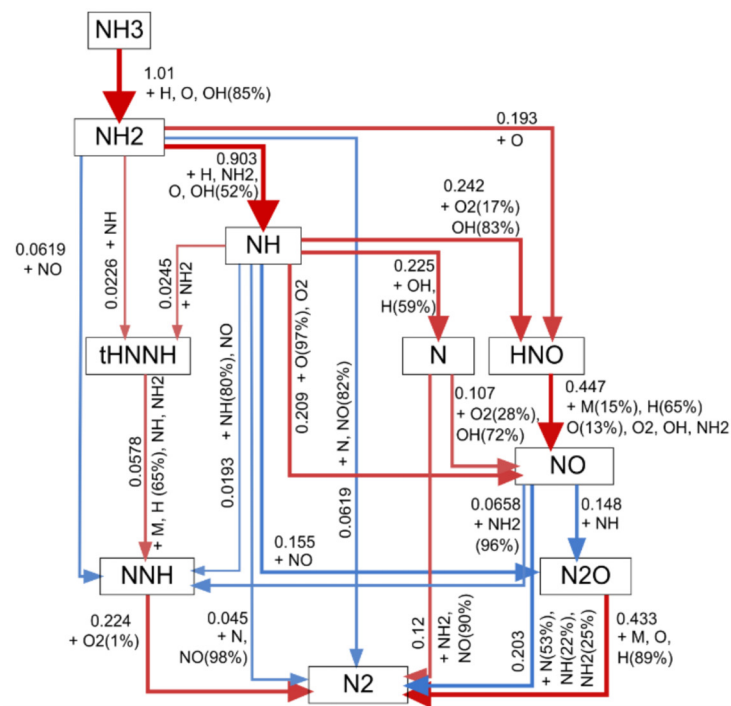 NH3
1.01
+ H, O, OH(85%)
NH2
0.193
+ O
0.903
+ H, NH2,
O, OH(52%)
0.242
+ O2(17%)
OH(83%)
0.0619
+ NO
0.0226 + NH
NH
0.0245
+ NH2
0.225
+ OH,
H(59%)
0.209 + O(97%), O2
tHNNH
N
HNO
0.0193 + NH(80%), NO
0.0619 + N, NO(82%)
0.107
+ O2(28%),
OH(72%)
0.447
+ M(15%), H(65%)
O(13%), O2, OH, NH2
0.0578
+ M, H (65%), NH, NH2
NO
0.0658
+ NH2
(96%)
0.148
+ NH
0.155
+ NO
NNH
N2O
0.224
+ O2(1%)
0.045
+ N,
NO(98%)
0.12
+ NH2,
NO(90%)
0.203
+ N(53%),
NH(22%),
NH2(25%)
0.433
+ M, O,
H(89%)
N2